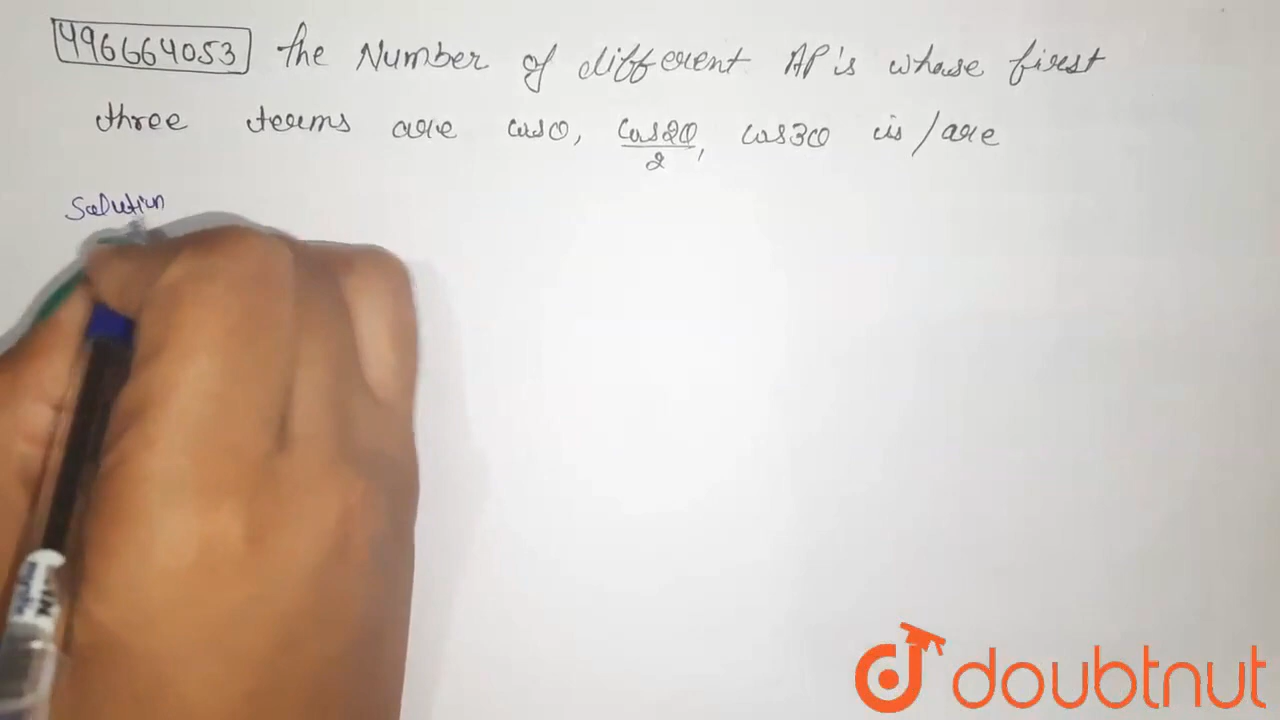 496664053 the Number of different AP's whose first
three terms are cosθ, cos2θ/2, cos3θ is/are
Solution
doubtnut